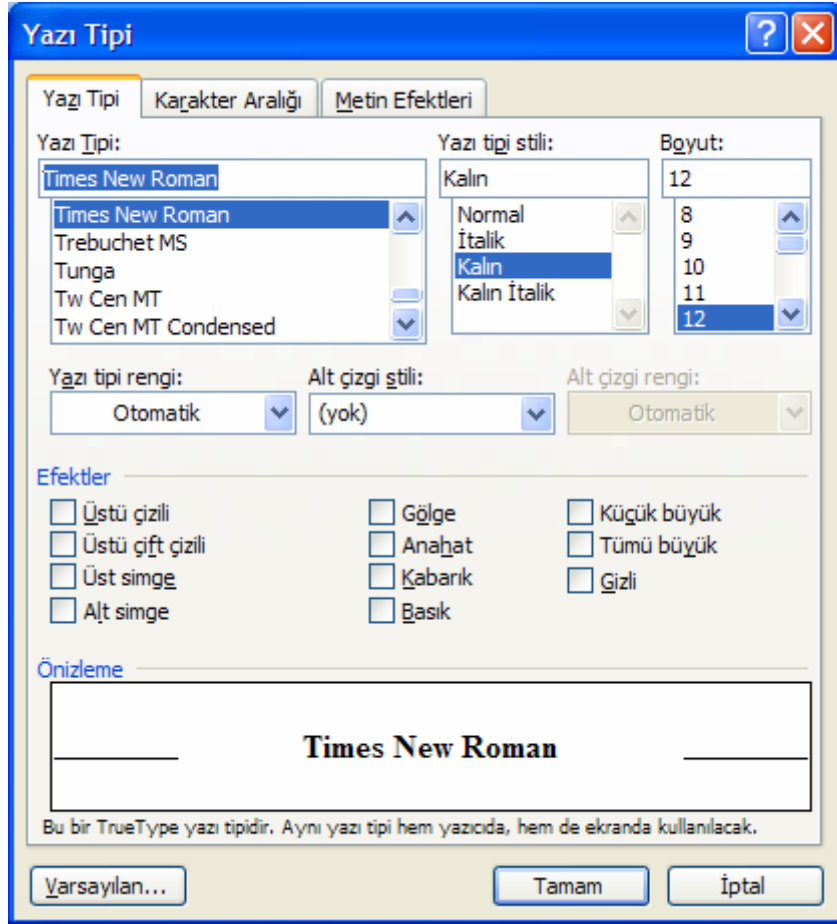 Yazı Tipi
Yazı Tipi Karakter Aralığı Metin Efektleri
Yazı Tipi: Yazı tipi stili: Boyut:
Times New Roman Kalın 12
Times New Roman Normal 8
Trebuchet MS İtalik 9
Tunga Kalın 10
Tw Cen MT Kalın İtalik 11
Tw Cen MT Condensed 12
Yazı tipi rengi: Alt çizgi stili: Alt çizgi rengi:
Otomatik (yok) Otomatik
Efektler
Üstü çizili Gölge Küçük büyük
Üstü çift çizili Anahat Tümü büyük
Üst simge Kabarık Gizli
Alt simge Basık
Önizleme
Times New Roman
Bu bir TrueType yazı tipidir. Aynı yazı tipi hem yazıcıda, hem de ekranda kullanılacak.
Varsayılan... Tamam İptal